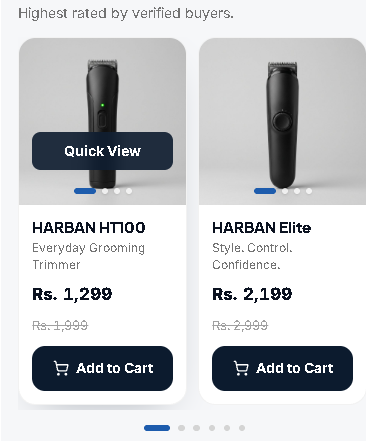 Highest rated by verified buyers.
Quick View
HARBAN HT100
Everyday Grooming
Trimmer
Rs. 1,299
Rs. 1,999
Add to Cart
HARBAN Elite
Style. Control.
Confidence.
Rs. 2,199
Rs. 2,999
Add to Cart